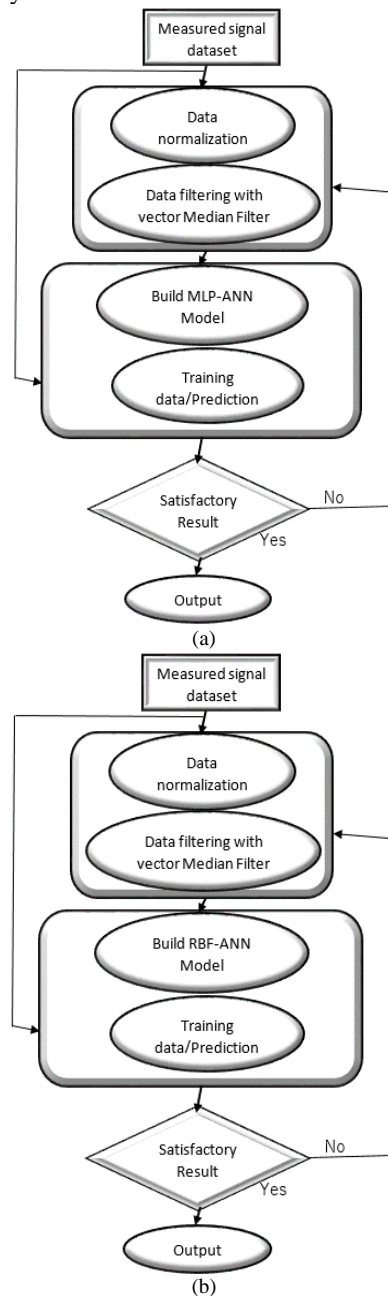 Measured signal
dataset
Data
normalization
Data filtering with
vector Median Filter
Build MLP-ANN
Model
Training
data/Prediction
Satisfactory
Result
No
Yes
Output
(a)
Measured signal
dataset
Data
normalization
Data filtering with
vector Median Filter
Build RBF-ANN
Model
Training
data/Prediction
Satisfactory
Result
No
Yes
Output
(b)